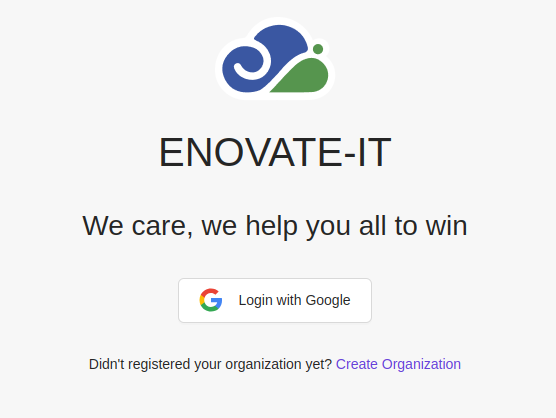 ENOVATE-IT
We care, we help you all to win
Login with Google
Didn't registered your organization yet? Create Organization